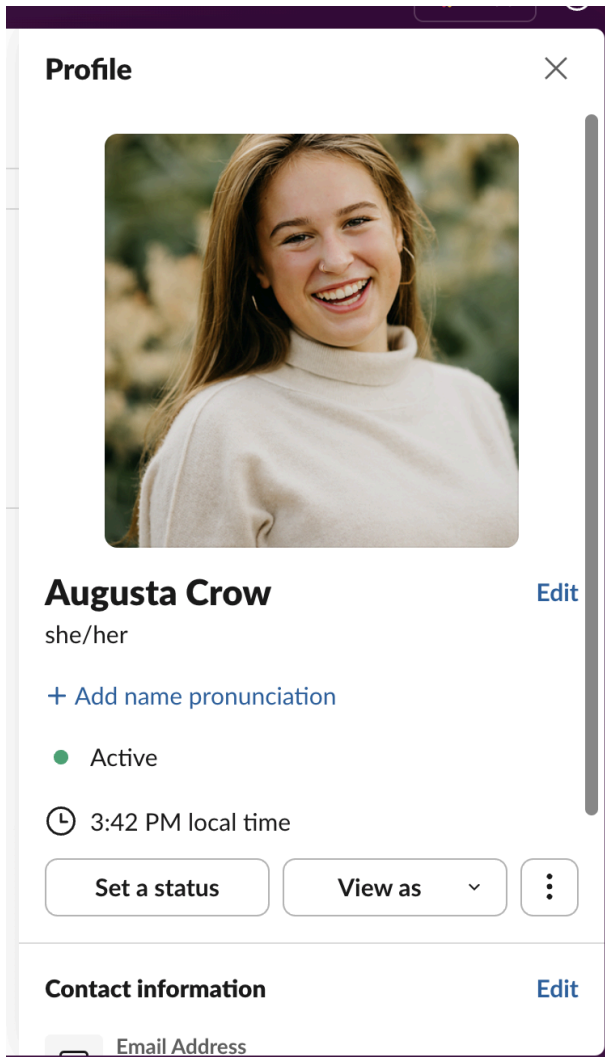 Profile
Augusta Crow
Edit
she/her
+ Add name pronunciation
Active
3:42 PM local time
Set a status
View as
Contact information
Edit
Email Address